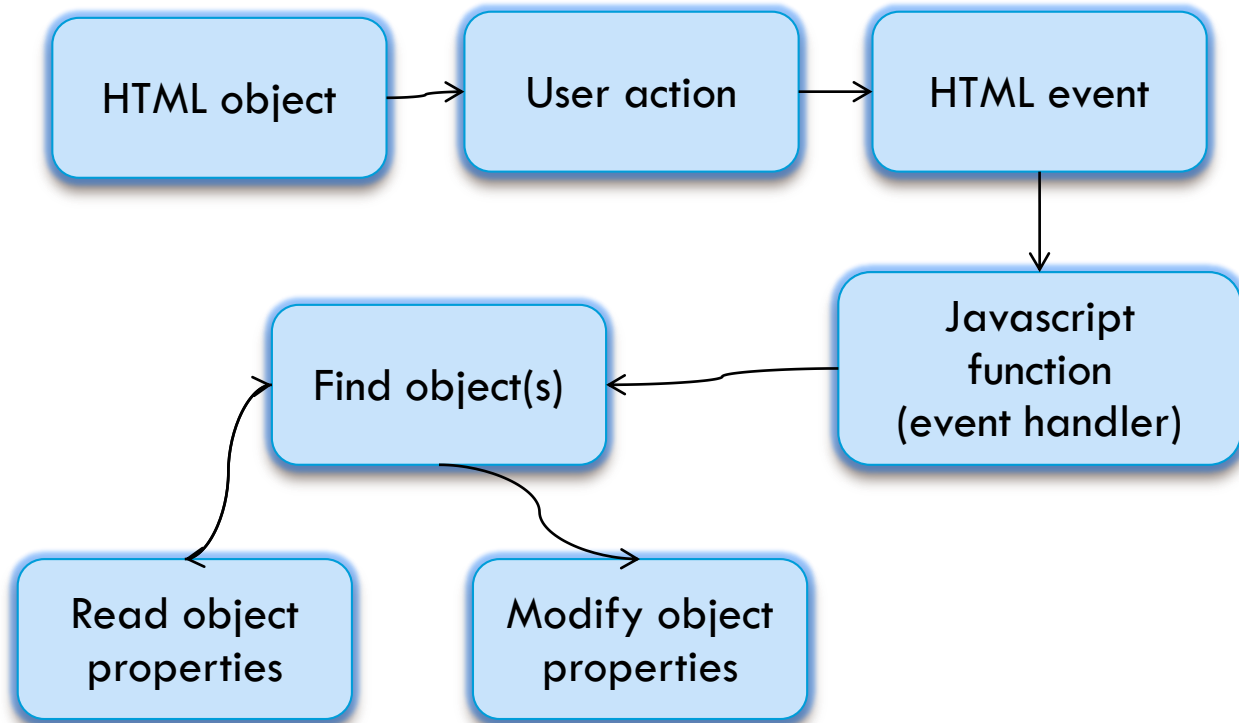 HTML object
User action
HTML event
Javascript
function
(event handler)
Find object(s)
Read object
properties
Modify object
properties